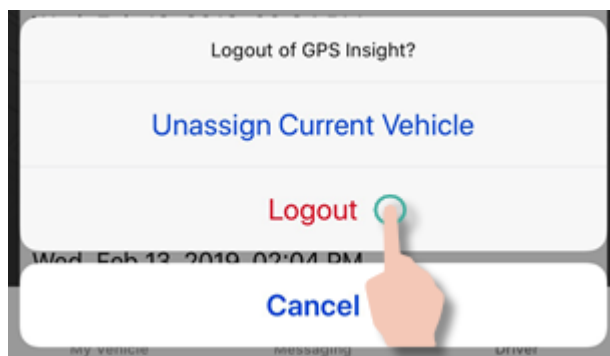 Logout of GPS Insight?
Unassign Current Vehicle
Logout
Wed, Feb 13, 2019, 02:04 PM
Cancel
My Vehicle
Messaging
Driver